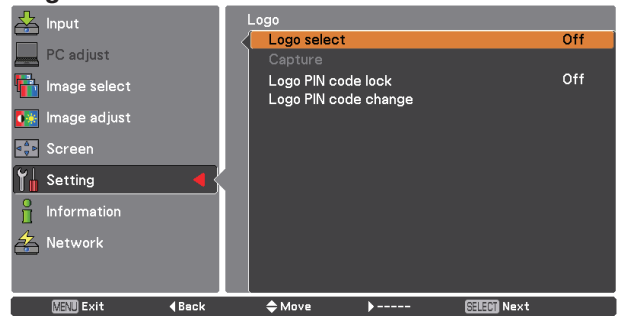 Input
PC adjust
Image select
Image adjust
Screen
Setting
Information
Network
Logo
Logo select Off
Capture
Logo PIN code lock Off
Logo PIN code change
MENU Exit Back Move ----- SELECT Next